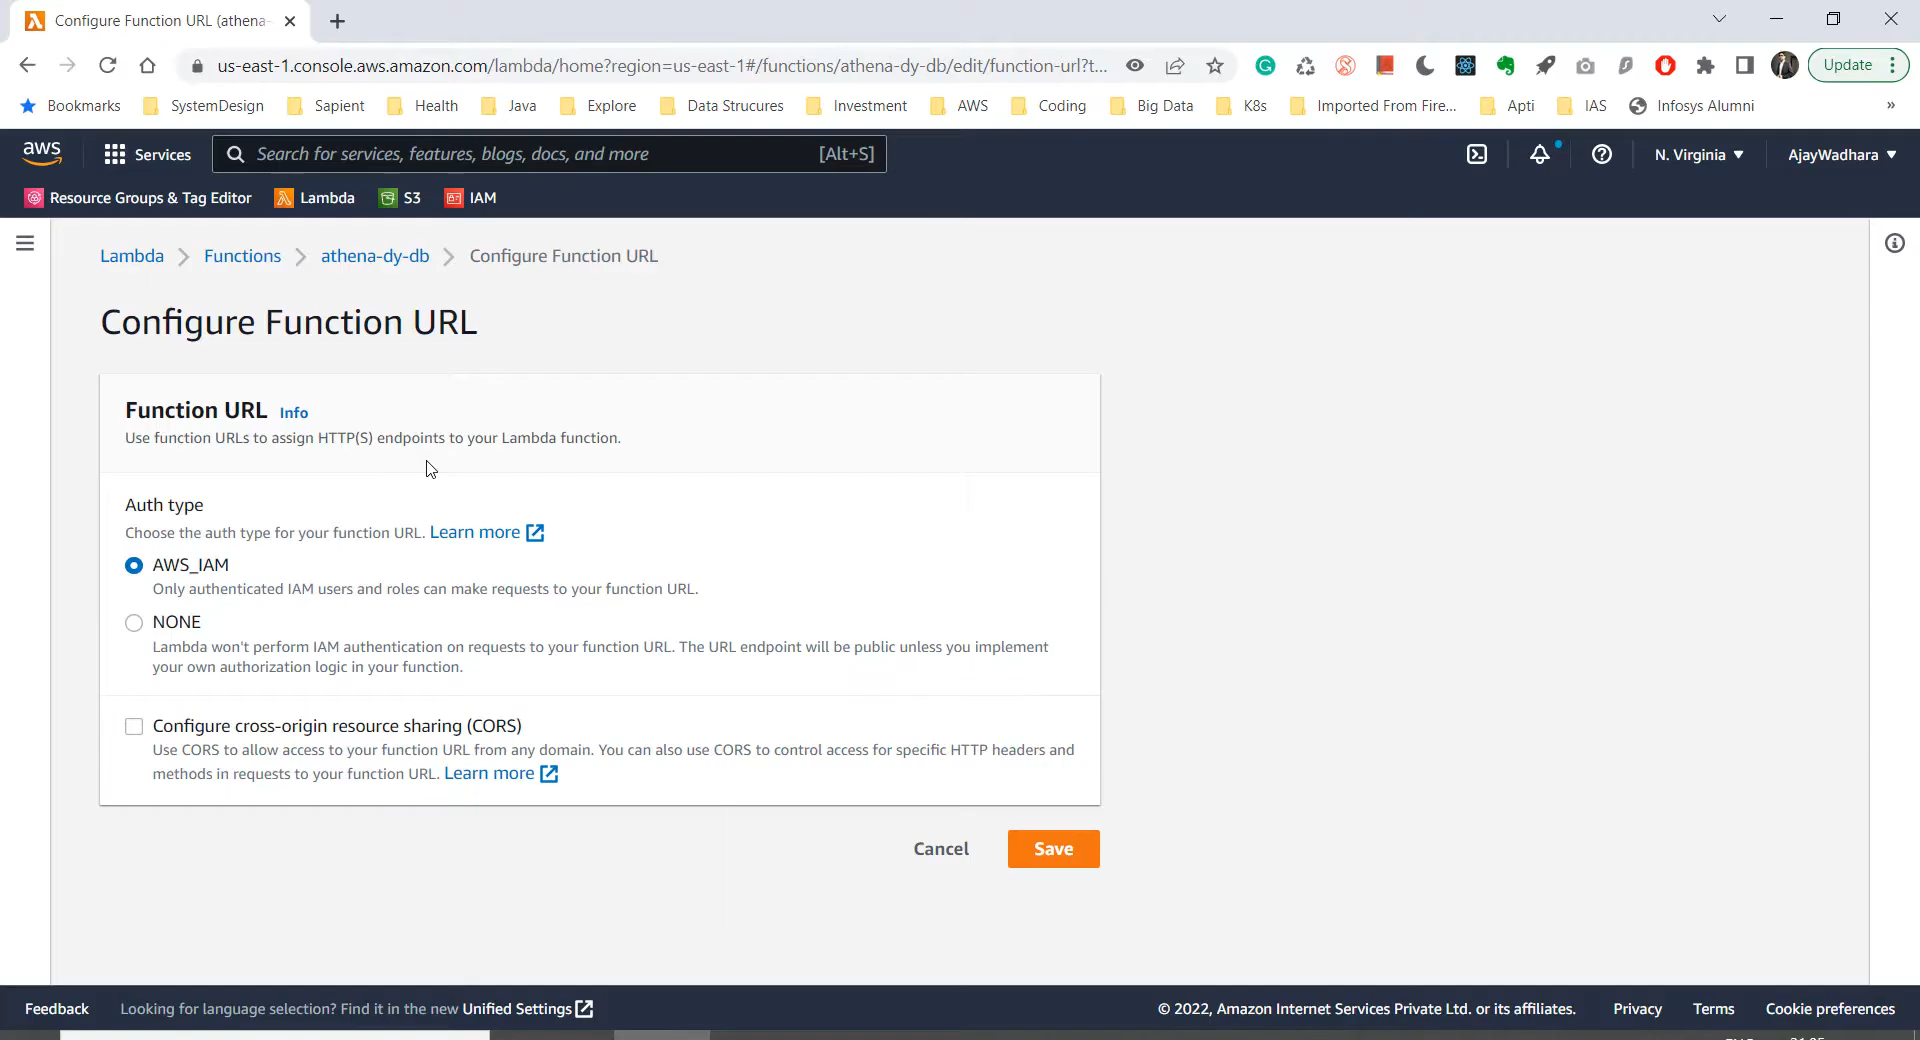 Configure Function URL (athena-
us-east-1.console.aws.amazon.com/lambda/home?region=us-east-1#/functions/athena-dy-db/edit/function-url?t...
Update
Bookmarks SystemDesign Sapient Health Java Explore Data Strucures Investment AWS Coding Big Data K8s Imported From Fire... Apti IAS Infosys Alumni »
aws Services Search for services, features, blogs, docs, and more [Alt+S] N. Virginia AjayWadhara
Resource Groups & Tag Editor Lambda S3 IAM
Lambda Functions athena-dy-db Configure Function URL
Configure Function URL
Function URL Info
Use function URLs to assign HTTP(S) endpoints to your Lambda function.
Auth type
Choose the auth type for your function URL. Learn more
AWS_IAM
Only authenticated IAM users and roles can make requests to your function URL.
NONE
Lambda won't perform IAM authentication on requests to your function URL. The URL endpoint will be public unless you implement
your own authorization logic in your function.
Configure cross-origin resource sharing (CORS)
Use CORS to allow access to your function URL from any domain. You can also use CORS to control access for specific HTTP headers and
methods in requests to your function URL. Learn more
Cancel Save
Feedback Looking for language selection? Find it in the new Unified Settings © 2022, Amazon Internet Services Private Ltd. or its affiliates. Privacy Terms Cookie preferences